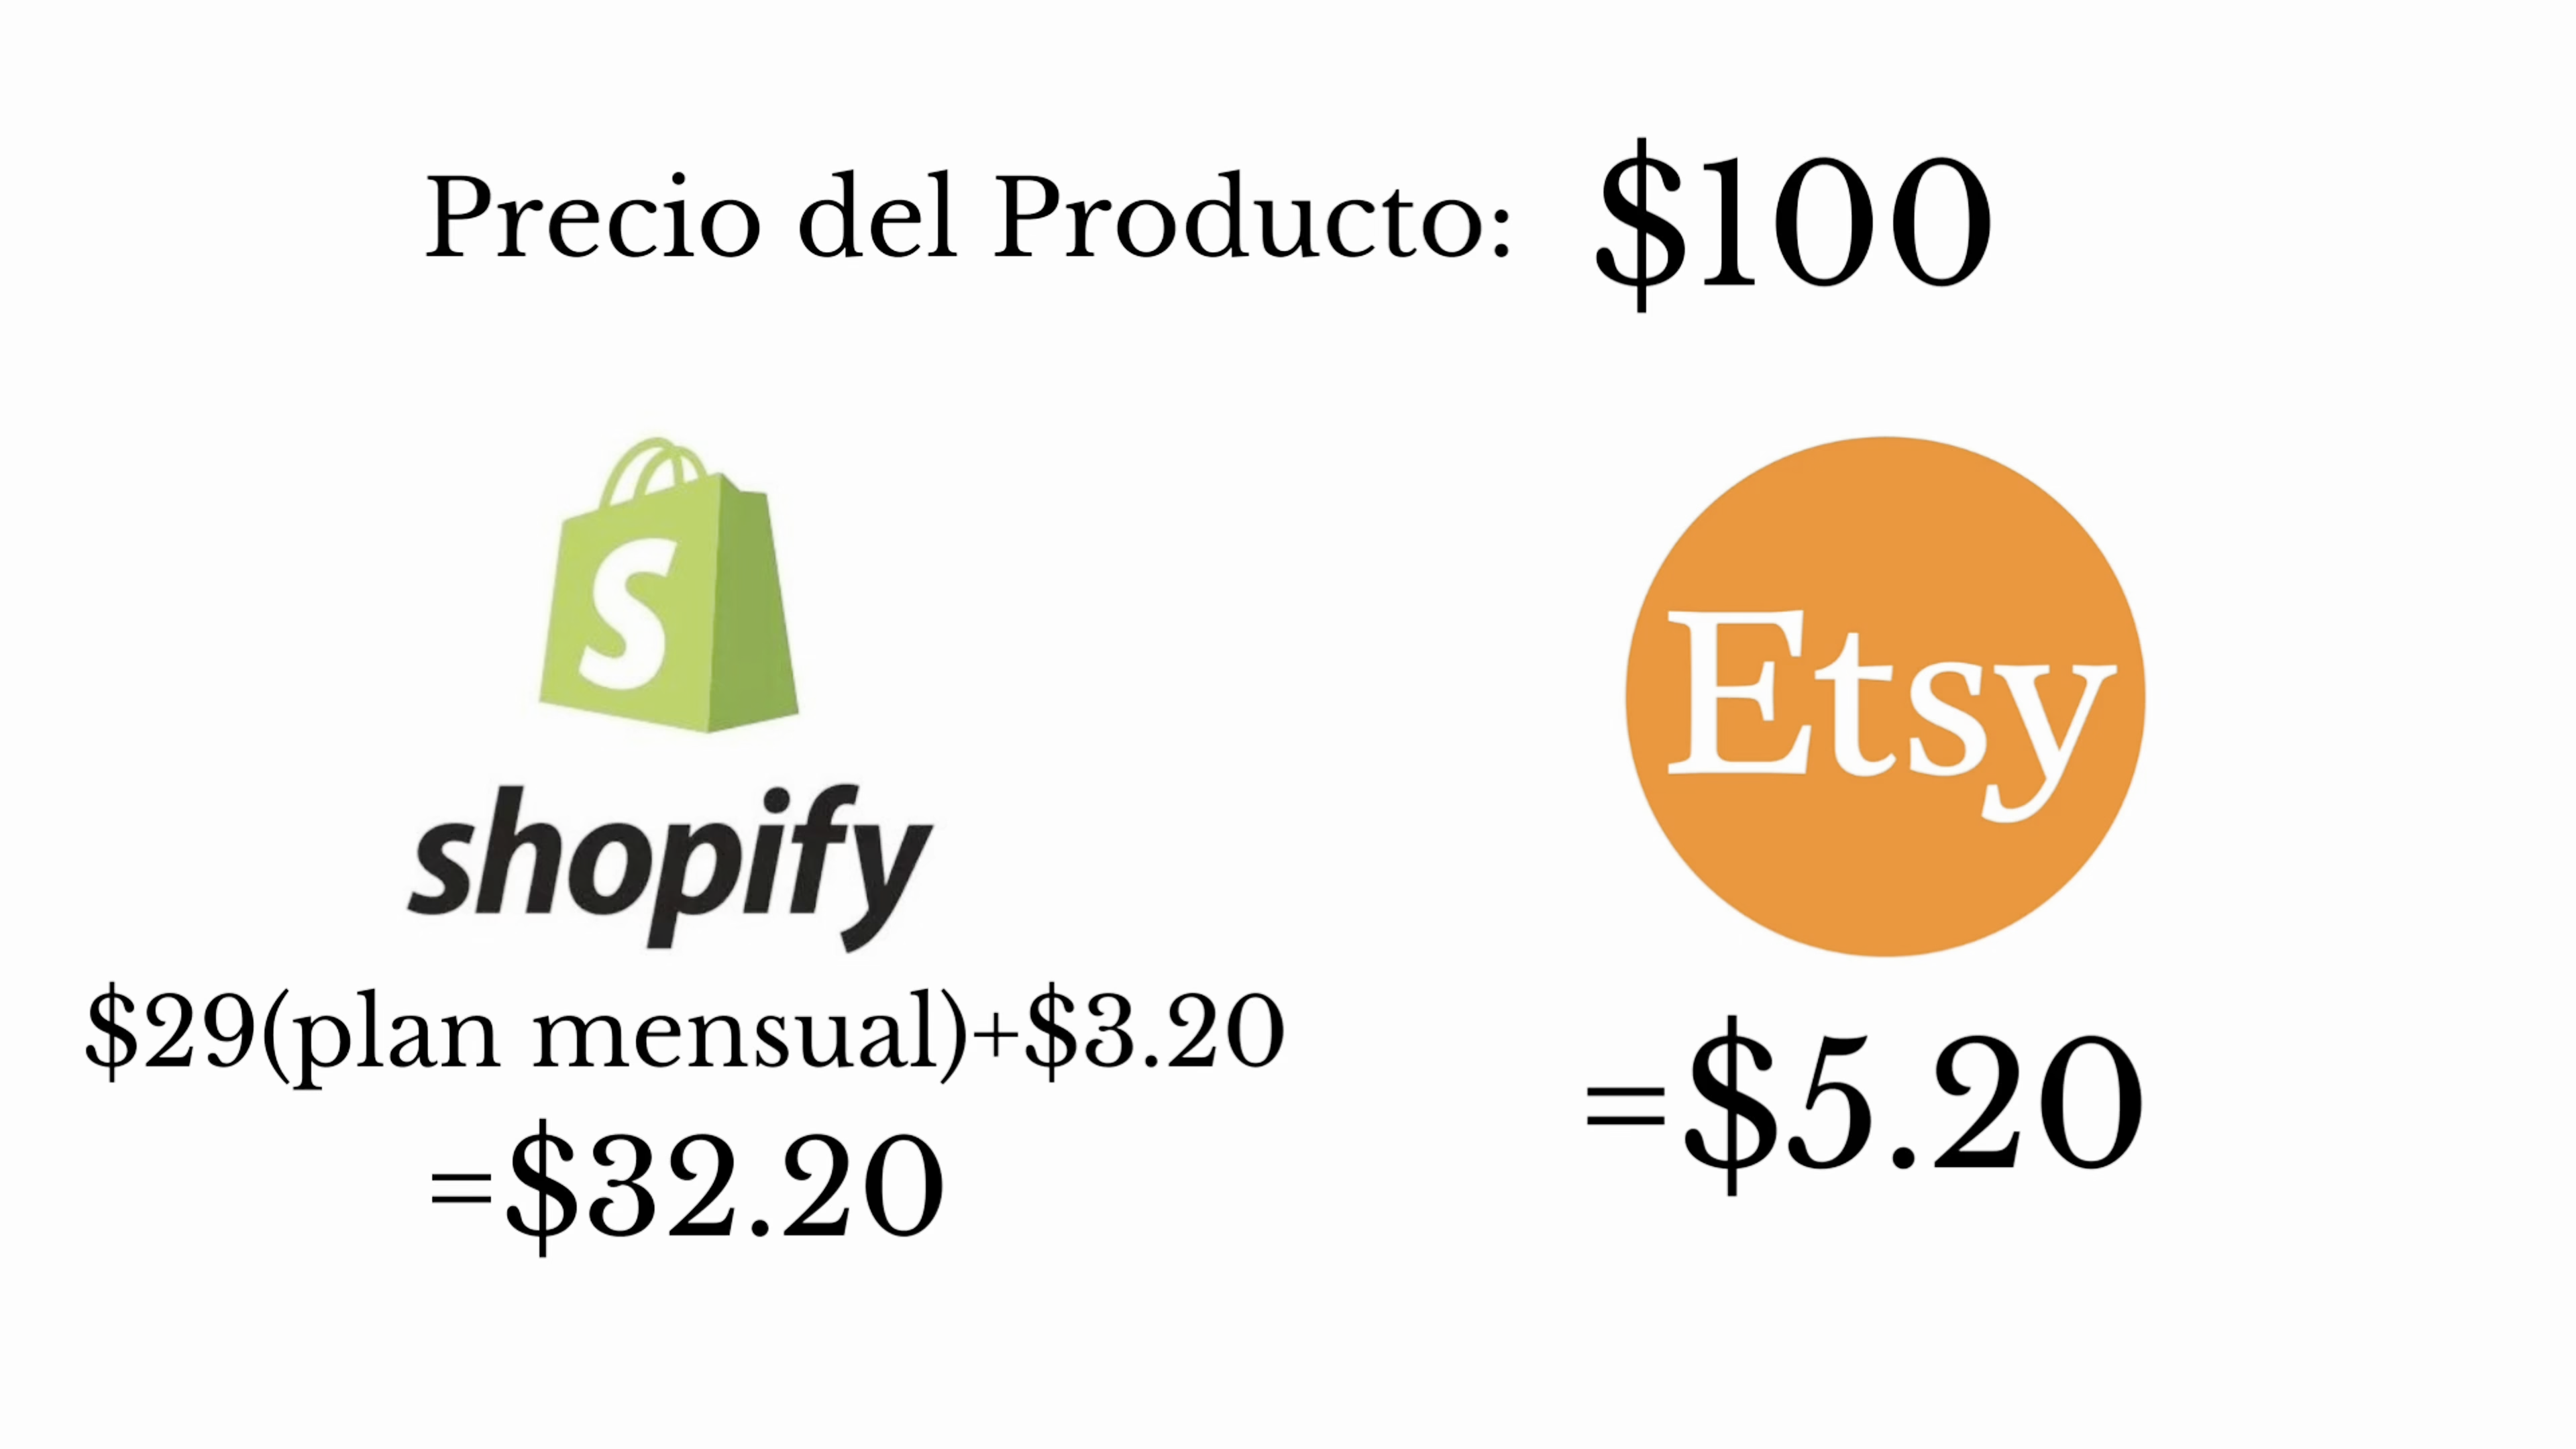 Precio del Producto: $100
S
shopify
Etsy
$29(plan mensual)+$3.20
=$32.20
=$5.20